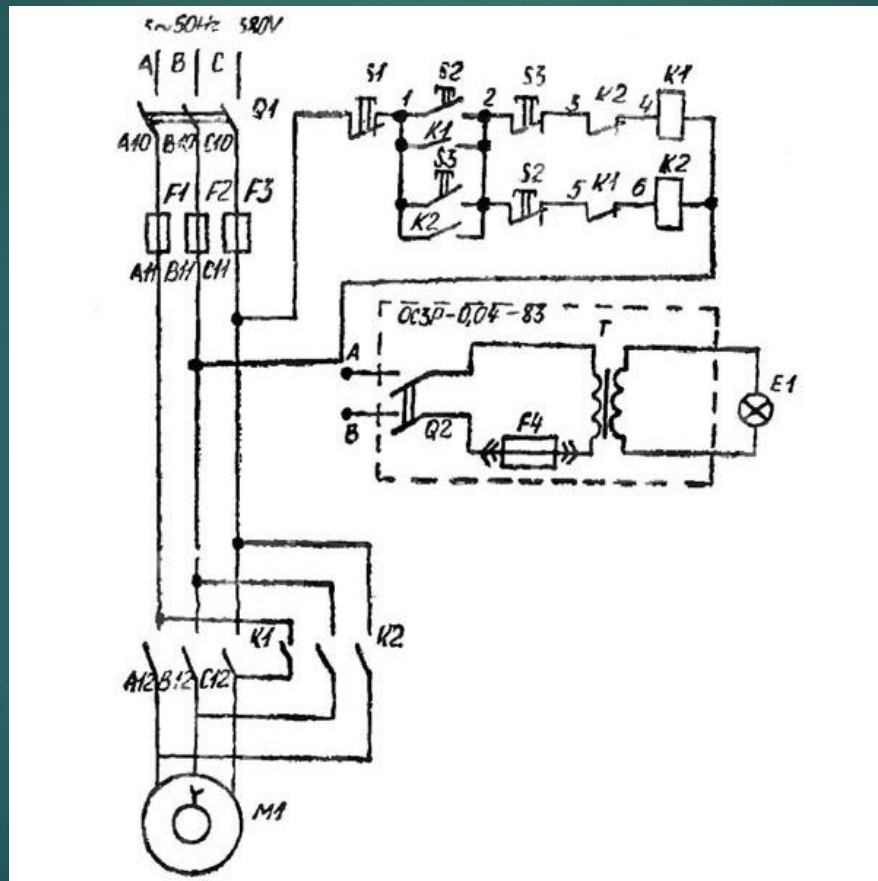 3~50Hz 380V
A B C
Q1
A10 B10 C10
F1 F2 F3
A11 B11 C11
S1 1 S2 2 S3 3 K2 4 K1
K1
S3
K2 S2 5 K1 6 K2
ОСЗР-0,04-83
T
A
B
Q2
F4
E1
K1
K2
A12 B12 C12
Y
M1